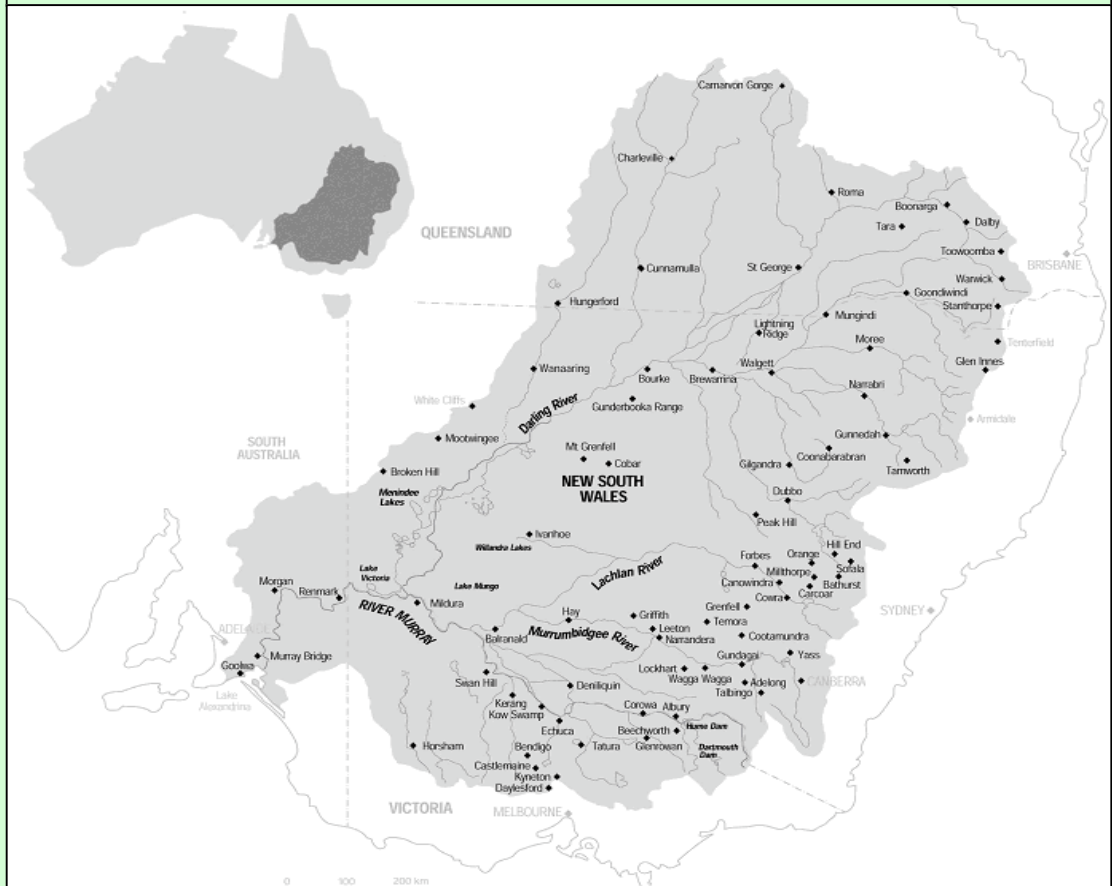 Carnarvon Gorge
Charleville
Roma
Boonarga
Tara
Dalby
QUEENSLAND
Toowoomba
BRISBANE
Cunnamulla
St George
Warwick
Goondiwindi
Stanthorpe
Hungerford
Mungindi
Lightning
Ridge
Tenterfield
Moree
Glen Innes
Walgett
Wanaaring
Bourke
Brewarrina
Narrabri
White Cliffs
Gunderbooka Range
Darling River
Armidale
Mootwingee
Gunnedah
SOUTH
AUSTRALIA
Mt Grenfell
Coonabarabran
Cobar
Gilgandra
Tamworth
Broken Hill
NEW SOUTH
WALES
Menindee
Lakes
Dubbo
Peak Hill
Ivanhoe
Willandra Lakes
Hill End
Forbes
Orange
Sofala
Lake
Victoria
Lachlan River
Millthorpe
Morgan
Lake Mungo
Canowindra
Bathurst
Renmark
Carcoar
Cowra
Mildura
RIVER MURRAY
Hay
Grenfell
SYDNEY
Griffith
Temora
ADELAIDE
Leeton
Balranald
Murrumbidgee River
Narrandera
Cootamundra
Murray Bridge
Gundagai
Yass
Goolwa
Lockhart
Wagga Wagga
Swan Hill
Deniliquin
Adelong
CANBERRA
Talbingo
Lake
Alexandrina
Kerang
Corowa
Albury
Kow Swamp
Hume Dam
Echuca
Beechworth
Horsham
Bendigo
Tatura
Glenrowan
Dartmouth
Dam
Castlemaine
Kyneton
Daylesford
VICTORIA
MELBOURNE
0 100 200 km